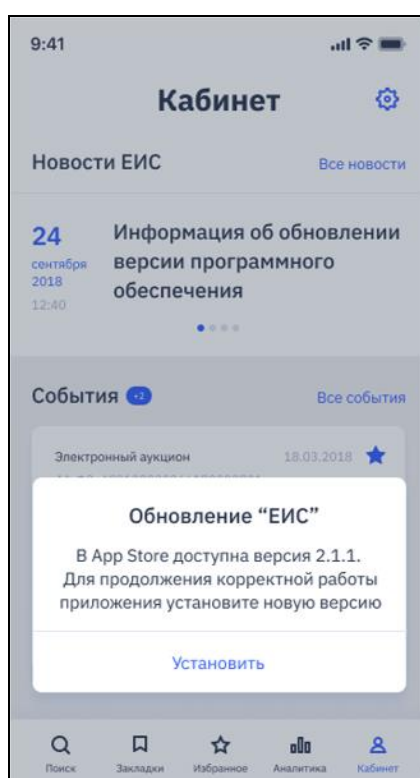 9:41
Кабинет
Новости ЕИС
Все новости
24
сентября
2018
12:40
Информация об обновлении
версии программного
обеспечения
События +2
Все события
Электронный аукцион
18.03.2018
Обновление “ЕИС”
В App Store доступна версия 2.1.1.
Для продолжения корректной работы
приложения установите новую версию
Установить
Поиск
Закладки
Избранное
Аналитика
Кабинет